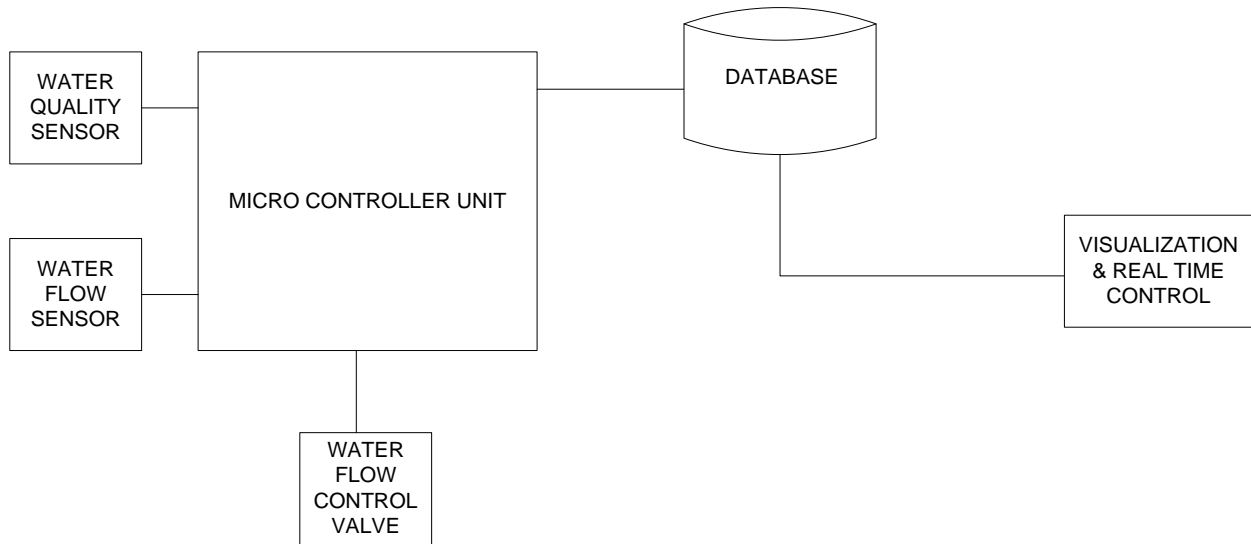 WATER
QUALITY
SENSOR
MICRO CONTROLLER UNIT
DATABASE
WATER
FLOW
SENSOR
VISUALIZATION
& REAL TIME
CONTROL
WATER
FLOW
CONTROL
VALVE